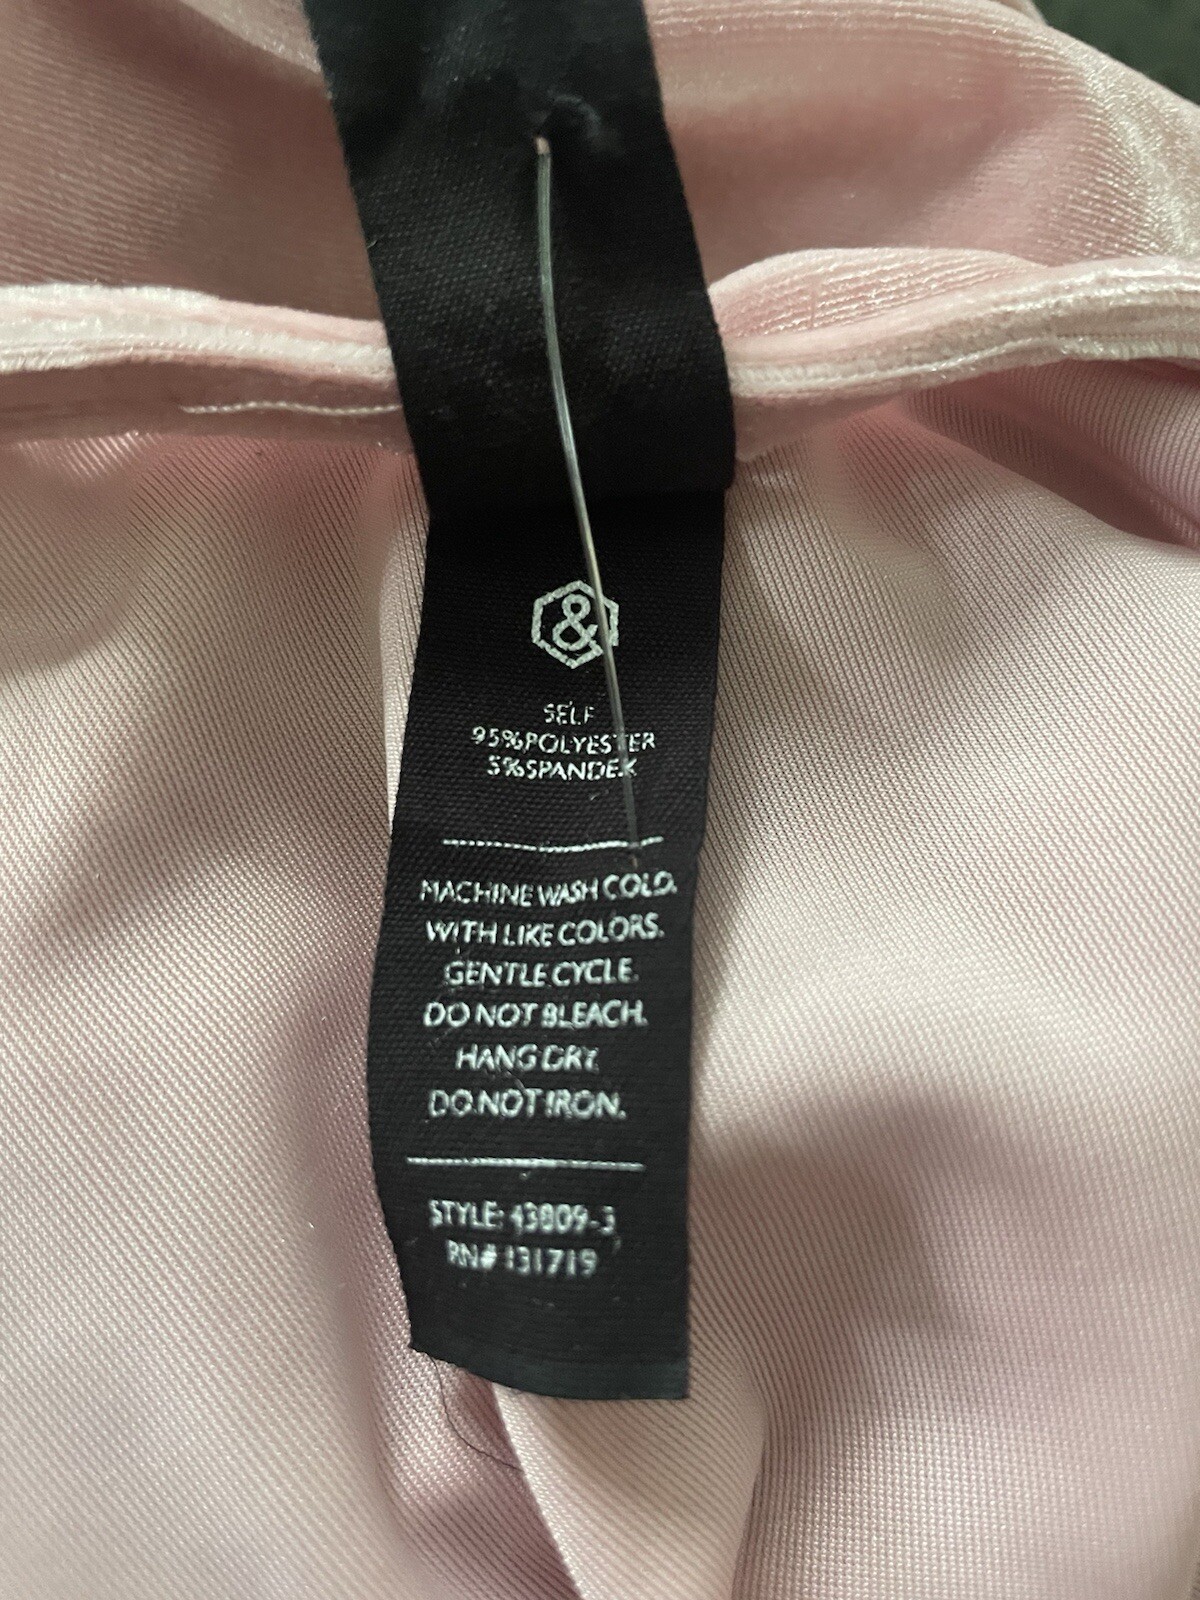 &
SELF
95%POLYESTER
5%SPANDEX
MACHINE WASH COLD.
WITH LIKE COLORS.
GENTLE CYCLE.
DO NOT BLEACH.
HANG DRY.
DO NOT IRON.
STYLE: 43809-3
RN# 131719